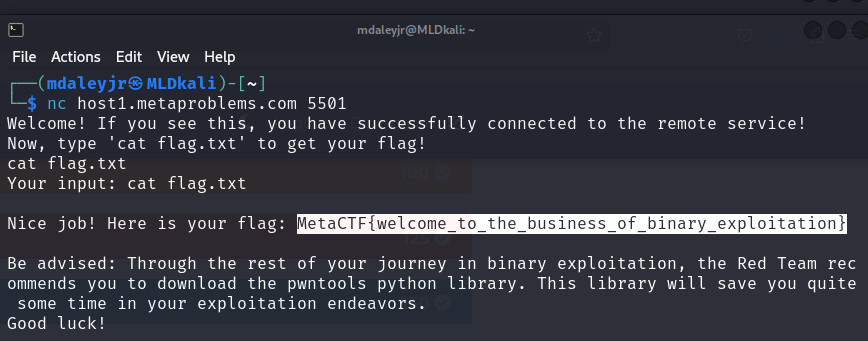 mdaleyjr@MLDkali: ~
File Actions Edit View Help
┌──(mdaleyjr㉿MLDkali)-[~]
└─$ nc host1.metaproblems.com 5501
Welcome! If you see this, you have successfully connected to the remote service!
Now, type 'cat flag.txt' to get your flag!
cat flag.txt
Your input: cat flag.txt
Nice job! Here is your flag: MetaCTF{welcome_to_the_business_of_binary_exploitation}
Be advised: Through the rest of your journey in binary exploitation, the Red Team rec
ommends you to download the pwntools python library. This library will save you quite
some time in your exploitation endeavors.
Good luck!